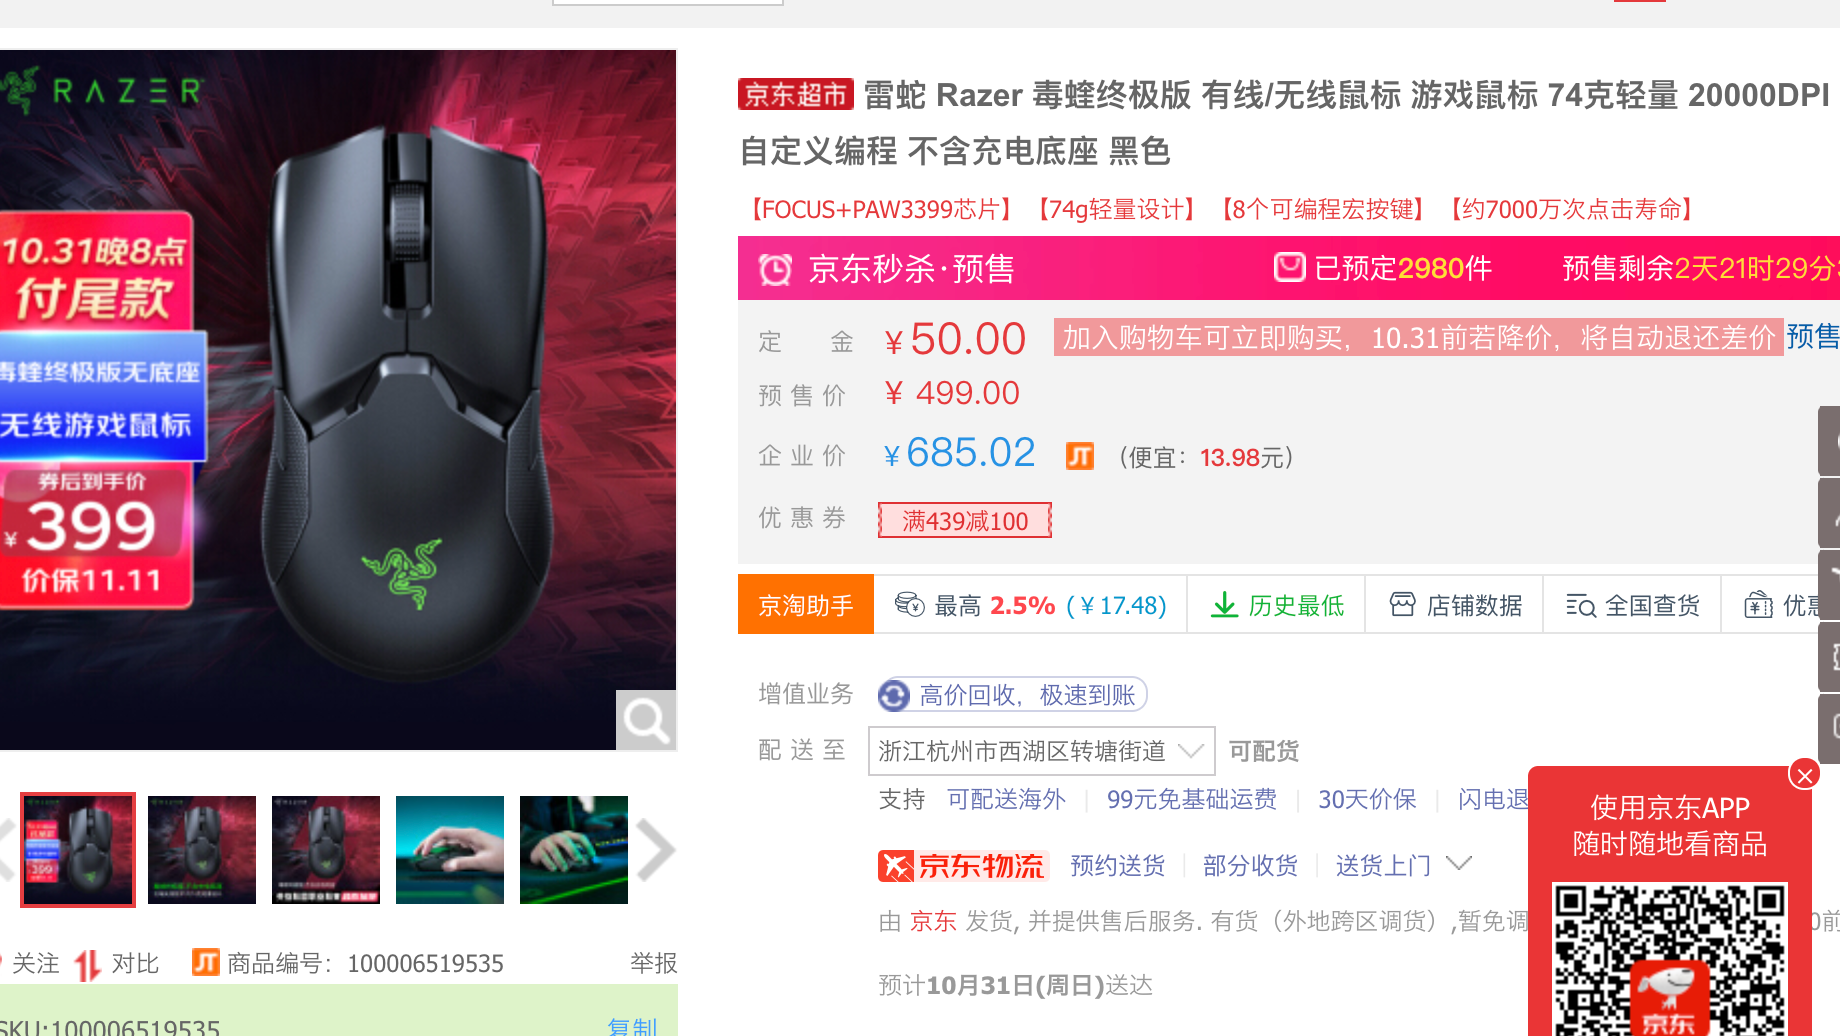 RAZER
10.31晚8点
付尾款
毒蝰终极版无底座
无线游戏鼠标
券后到手价
¥399
价保11.11
京东超市 雷蛇 Razer 毒蝰终极版 有线/无线鼠标 游戏鼠标 74克轻量 20000DPI
自定义编程 不含充电底座 黑色
【FOCUS+PAW3399芯片】【74g轻量设计】【8个可编程宏按键】【约7000万次点击寿命】
京东秒杀·预售 已预定2980件 预售剩余2天21时29分
定金 ¥50.00 加入购物车可立即购买，10.31前若降价，将自动退还差价 预售
预售价 ¥ 499.00
企业价 ¥685.02 JT （便宜：13.98元）
优惠券 满439减100
京淘助手 最高 2.5% (¥17.48) 历史最低 店铺数据 全国查货 优惠
增值业务 高价回收，极速到账
配送至 浙江杭州市西湖区转塘街道 可配货
支持 可配送海外 99元免基础运费 30天价保 闪电退
京东物流 预约送货 部分收货 送货上门
由 京东 发货, 并提供售后服务. 有货（外地跨区调货）,暂免调 0前
预计10月31日(周日)送达
关注 对比 JT 商品编号：100006519535 举报
SKU:100006519535 复制
使用京东APP
随时随地看商品
京东